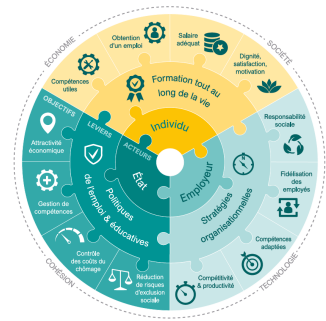 ÉCONOMIE
SOCIÉTÉ
TECHNOLOGIE
COHÉSION
OBJECTIFS
LEVIERS
ACTEURS
Compétences
utiles
Obtention
d'un emploi
Salaire
adéquat
Dignité,
satisfaction,
motivation
Formation tout au
long de la vie
Individu
Responsabilité
sociale
Fidélisation
des
employés
Compétences
adaptées
Compétitivité
& productivité
Stratégies
organisationnelles
Employeur
État
Politiques
de l'emploi & éducatives
Attractivité
économique
Gestion de
compétences
Contrôle
des coûts du
chômage
Réduction
de risques
d'exclusion
sociale